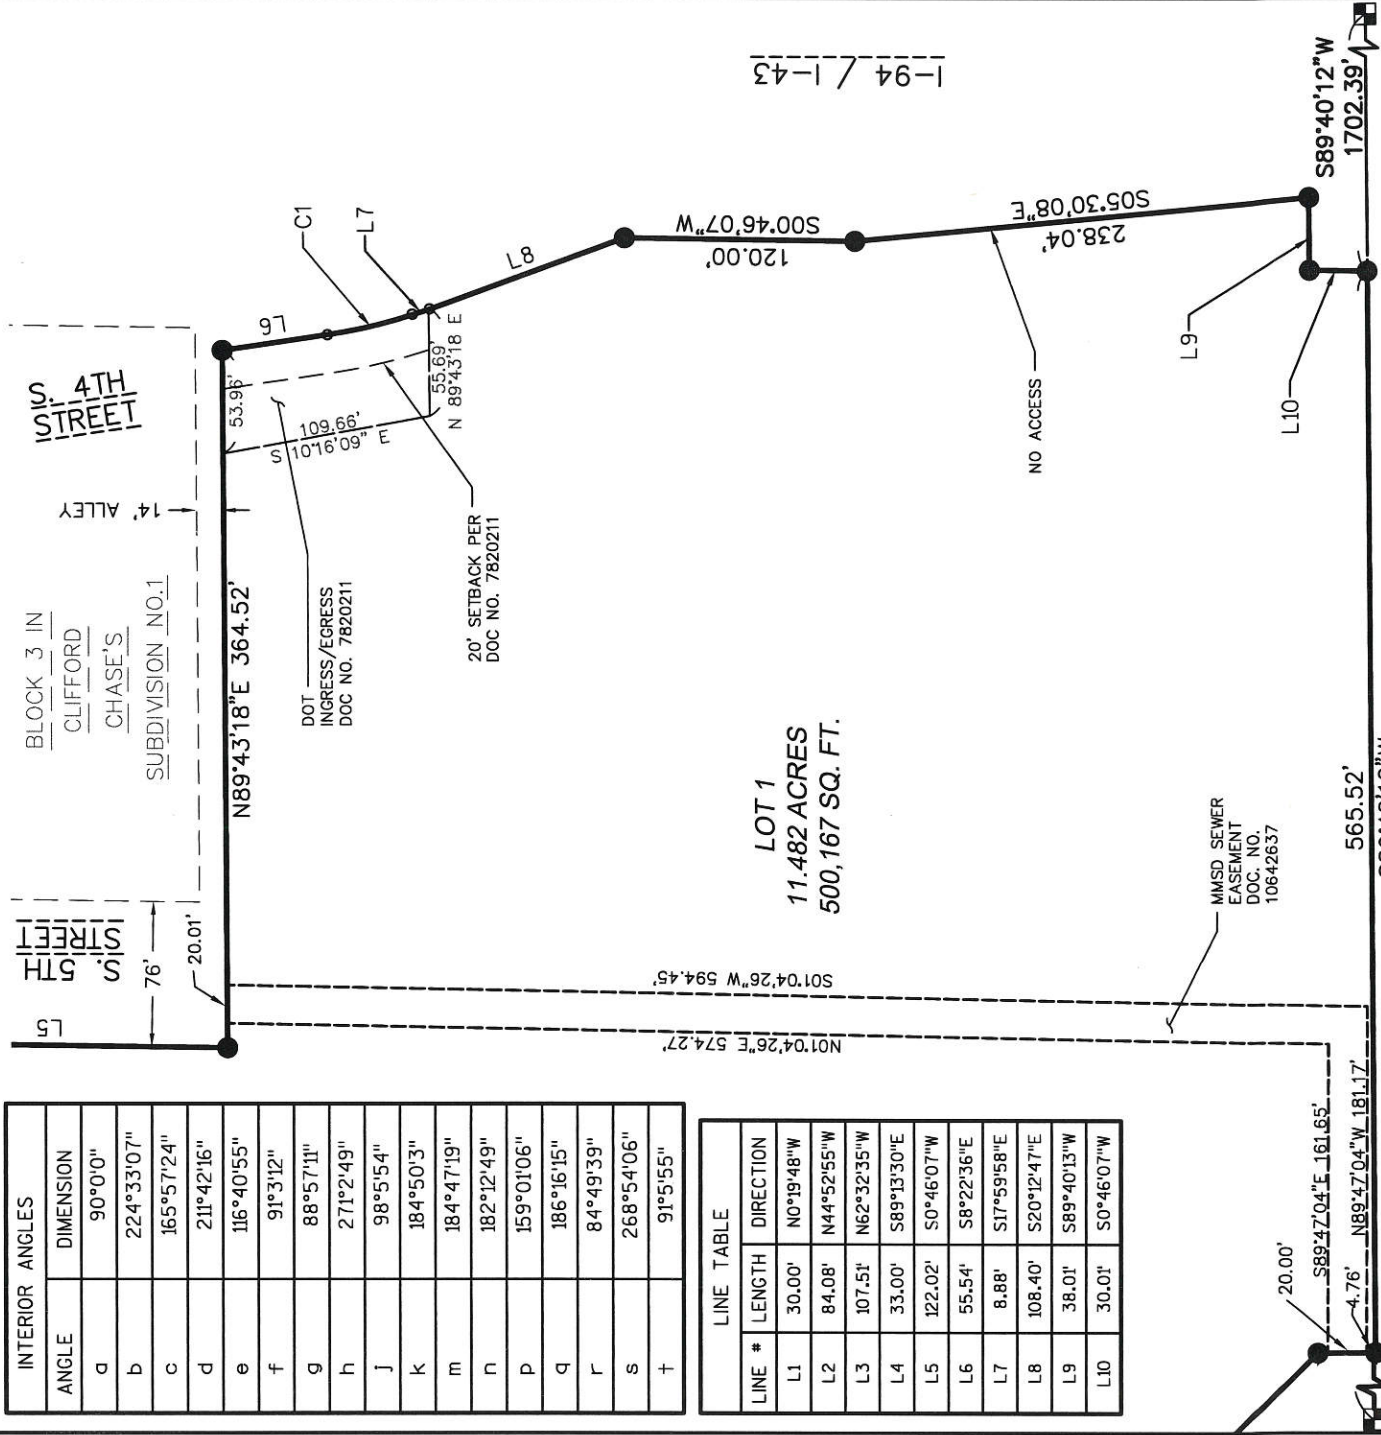 BLOCK 3 IN
CLIFFORD
CHASE'S
SUBDIVISION NO.1
S. 4TH
STREET
S. 5TH
STREET
14' ALLEY
76'
20.01'
L5
N89°43'18"E 364.52'
53.96'
109.66'
S 10°16'09" E
55.69'
N 89°43'18 E
L6
C1
L7
L8
I-94 / I-43
DOT
INGRESS/EGRESS
DOC NO. 7820211
20' SETBACK PER
DOC NO. 7820211
S00°46'07"W
120.00'
S05°30'08"E
238.04'
NO ACCESS
L9
L10
S89°40'12"W
1702.39'
LOT 1
11.482 ACRES
500,167 SQ. FT.
S01°04'26"W 594.45'
N01°04'26"E 574.27'
MMSD SEWER
EASEMENT
DOC. NO.
10642637
565.52'
S89°47'04"E 161.65'
N89°47'04"W 181.17'
20.00'
4.76'
INTERIOR ANGLES
ANGLE DIMENSION
a 90°0'0"
b 224°33'07"
c 165°57'24"
d 211°42'16"
e 116°40'55"
f 91°3'12"
g 88°57'11"
h 271°2'49"
j 98°5'54"
k 184°50'3"
m 184°47'19"
n 182°12'49"
p 159°01'06"
q 186°16'15"
r 84°49'39"
s 268°54'06"
t 91°5'55"
LINE TABLE
LINE # LENGTH DIRECTION
L1 30.00' N0°19'48"W
L2 84.08' N44°52'55"W
L3 107.51' N62°32'35"W
L4 33.00' S89°13'30"E
L5 122.02' S0°46'07"W
L6 55.54' S8°22'36"E
L7 8.88' S17°59'58"E
L8 108.40' S20°12'47"E
L9 38.01' S89°40'13"W
L10 30.01' S0°46'07"W